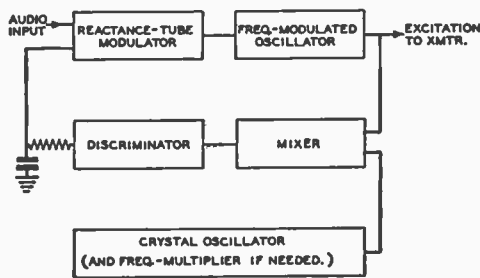 AUDIO
INPUT
REACTANCE-TUBE
MODULATOR
FREQ.-MODULATED
OSCILLATOR
EXCITATION
TO XMTR.
DISCRIMINATOR
MIXER
CRYSTAL OSCILLATOR
(AND FREQ.-MULTIPLIER IF NEEDED.)